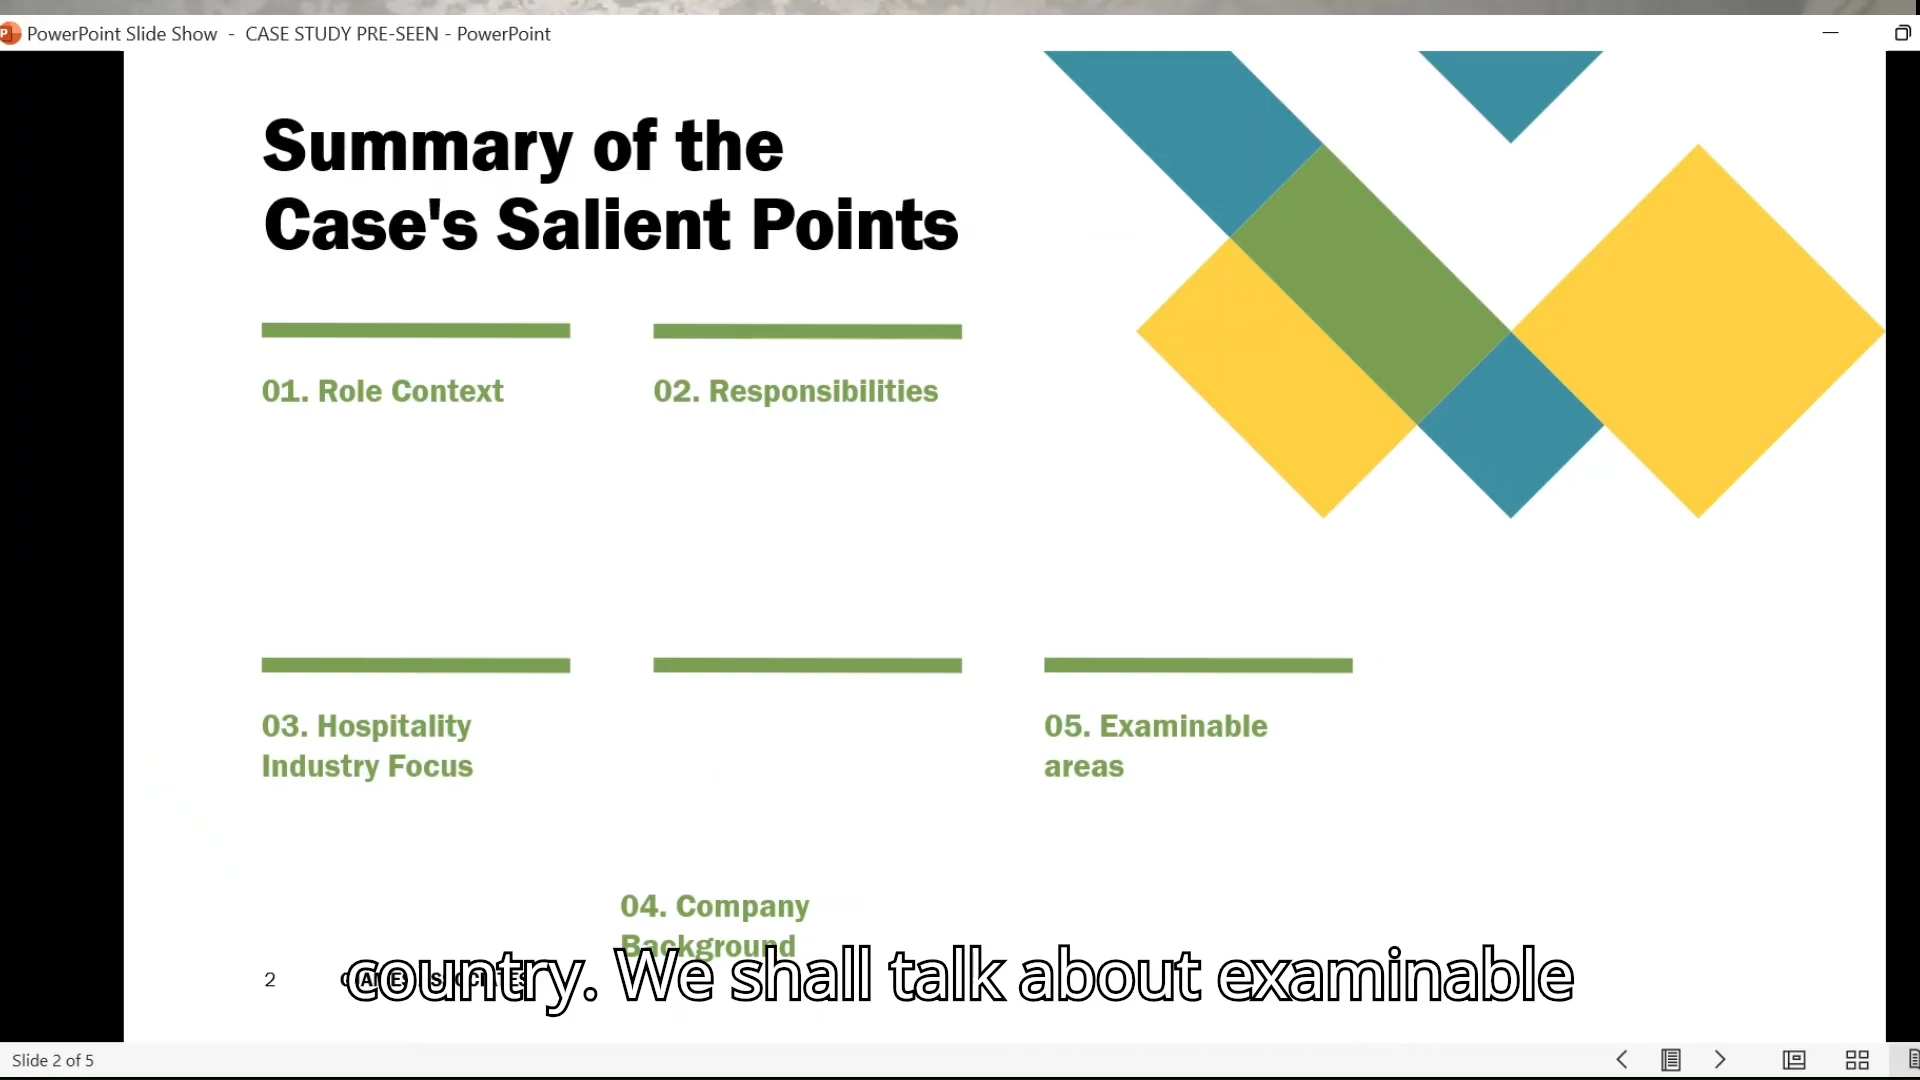 PowerPoint Slide Show - CASE STUDY PRE-SEEN - PowerPoint
Summary of the
Case's Salient Points
01. Role Context
02. Responsibilities
03. Hospitality
Industry Focus
05. Examinable
areas
04. Company
Background
2
country. We shall talk about examinable
Slide 2 of 5